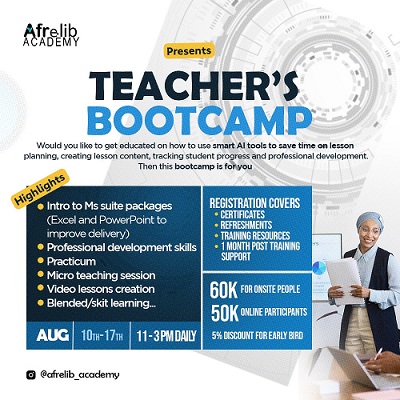 Afrelib
ACADEMY
Presents
TEACHER'S
BOOTCAMP
Would you like to get educated on how to use smart AI tools to save time on lesson
planning, creating lesson content, tracking student progress and professional development.
Then this bootcamp is for you
Highlights
• Intro to Ms suite packages
(Excel and PowerPoint to
improve delivery)
• Professional development skills
• Practicum
• Micro teaching session
• Video lessons creation
• Blended/skit learning...
AUG 10TH-17TH 11-3PM DAILY
REGISTRATION COVERS
• CERTIFICATES
• REFRESHMENTS
• TRAINING RESOURCES
• 1 MONTH POST TRAINING
SUPPORT
60K FOR ONSITE PEOPLE
50K ONLINE PARTICIPANTS
5% DISCOUNT FOR EARLY BIRD
@afrelib_academy